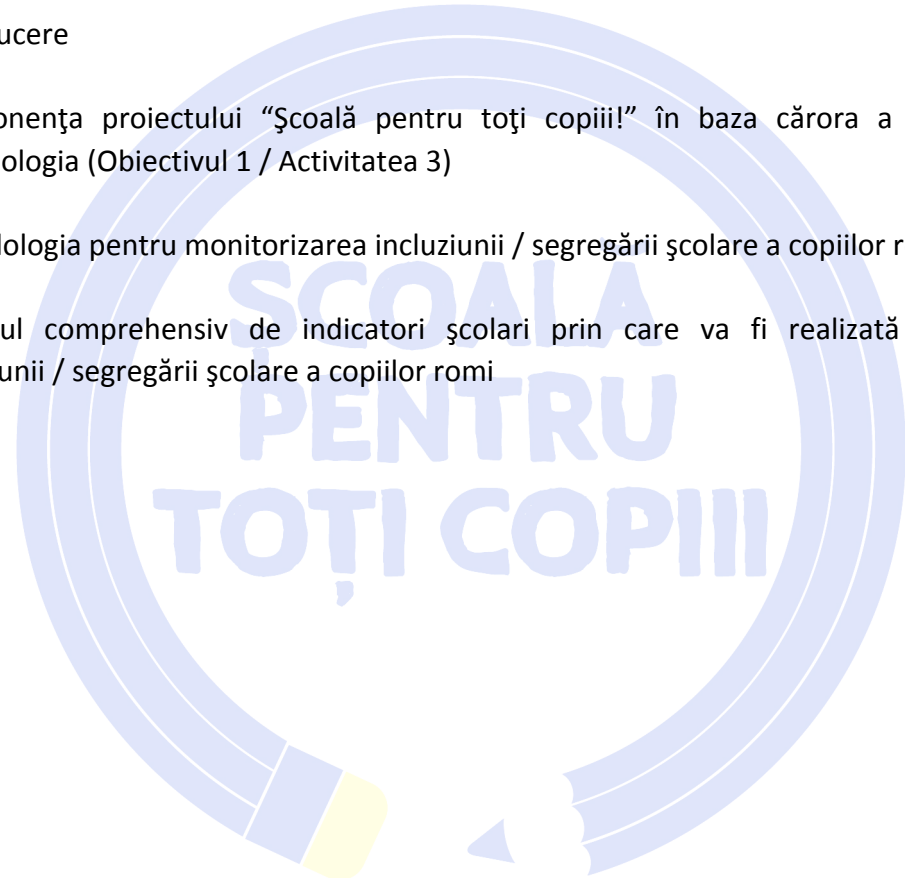 ucere
onenţa proiectului “Şcoală pentru toţi copiii!” în baza cărora a
ologia (Obiectivul 1 / Activitatea 3)
lologia pentru monitorizarea incluziunii / segregării şcolare a copiilor r
ul comprehensiv de indicatori şcolari prin care va fi realizată
unii / segregării şcolare a copiilor romi
ȘCOALĂ
PENTRU
TOȚI COPIII